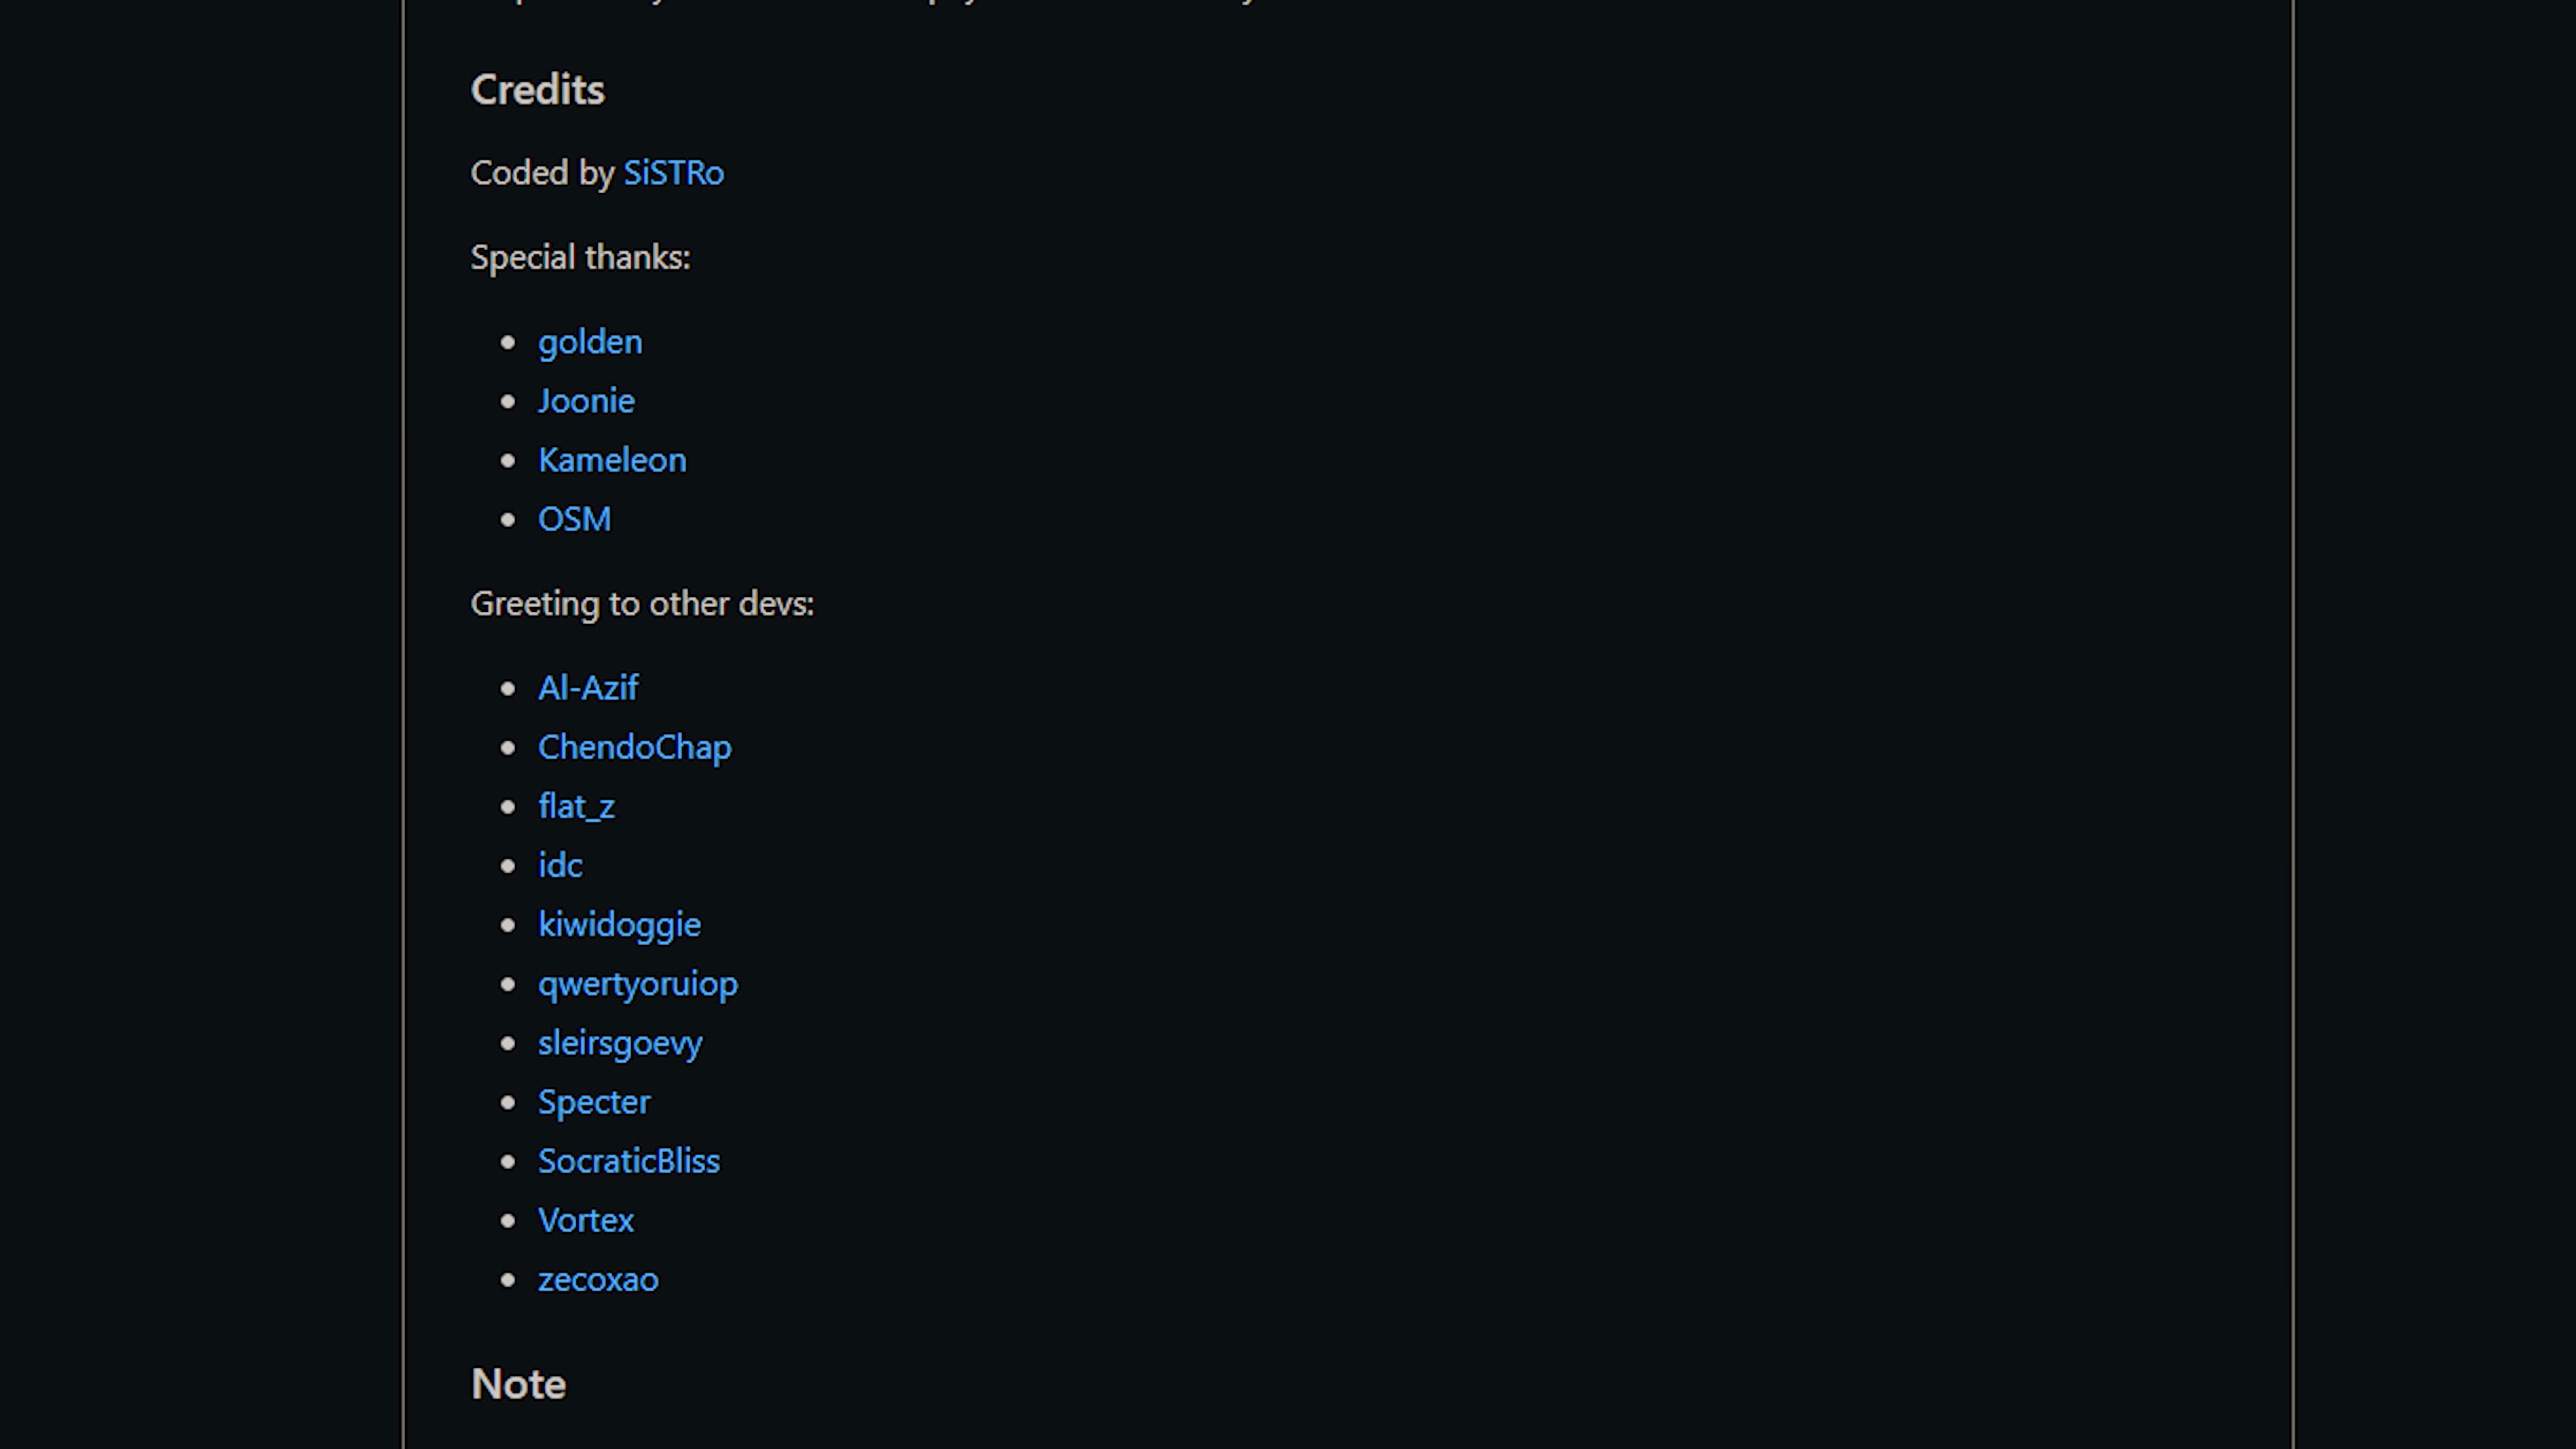 Credits
Coded by SiSTRo
Special thanks:
golden
Joonie
Kameleon
OSM
Greeting to other devs:
Al-Azif
ChendoChap
flat_z
idc
kiwidoggie
qwertyoruiop
sleirsgoevy
Specter
SocraticBliss
Vortex
zecoxao
Note